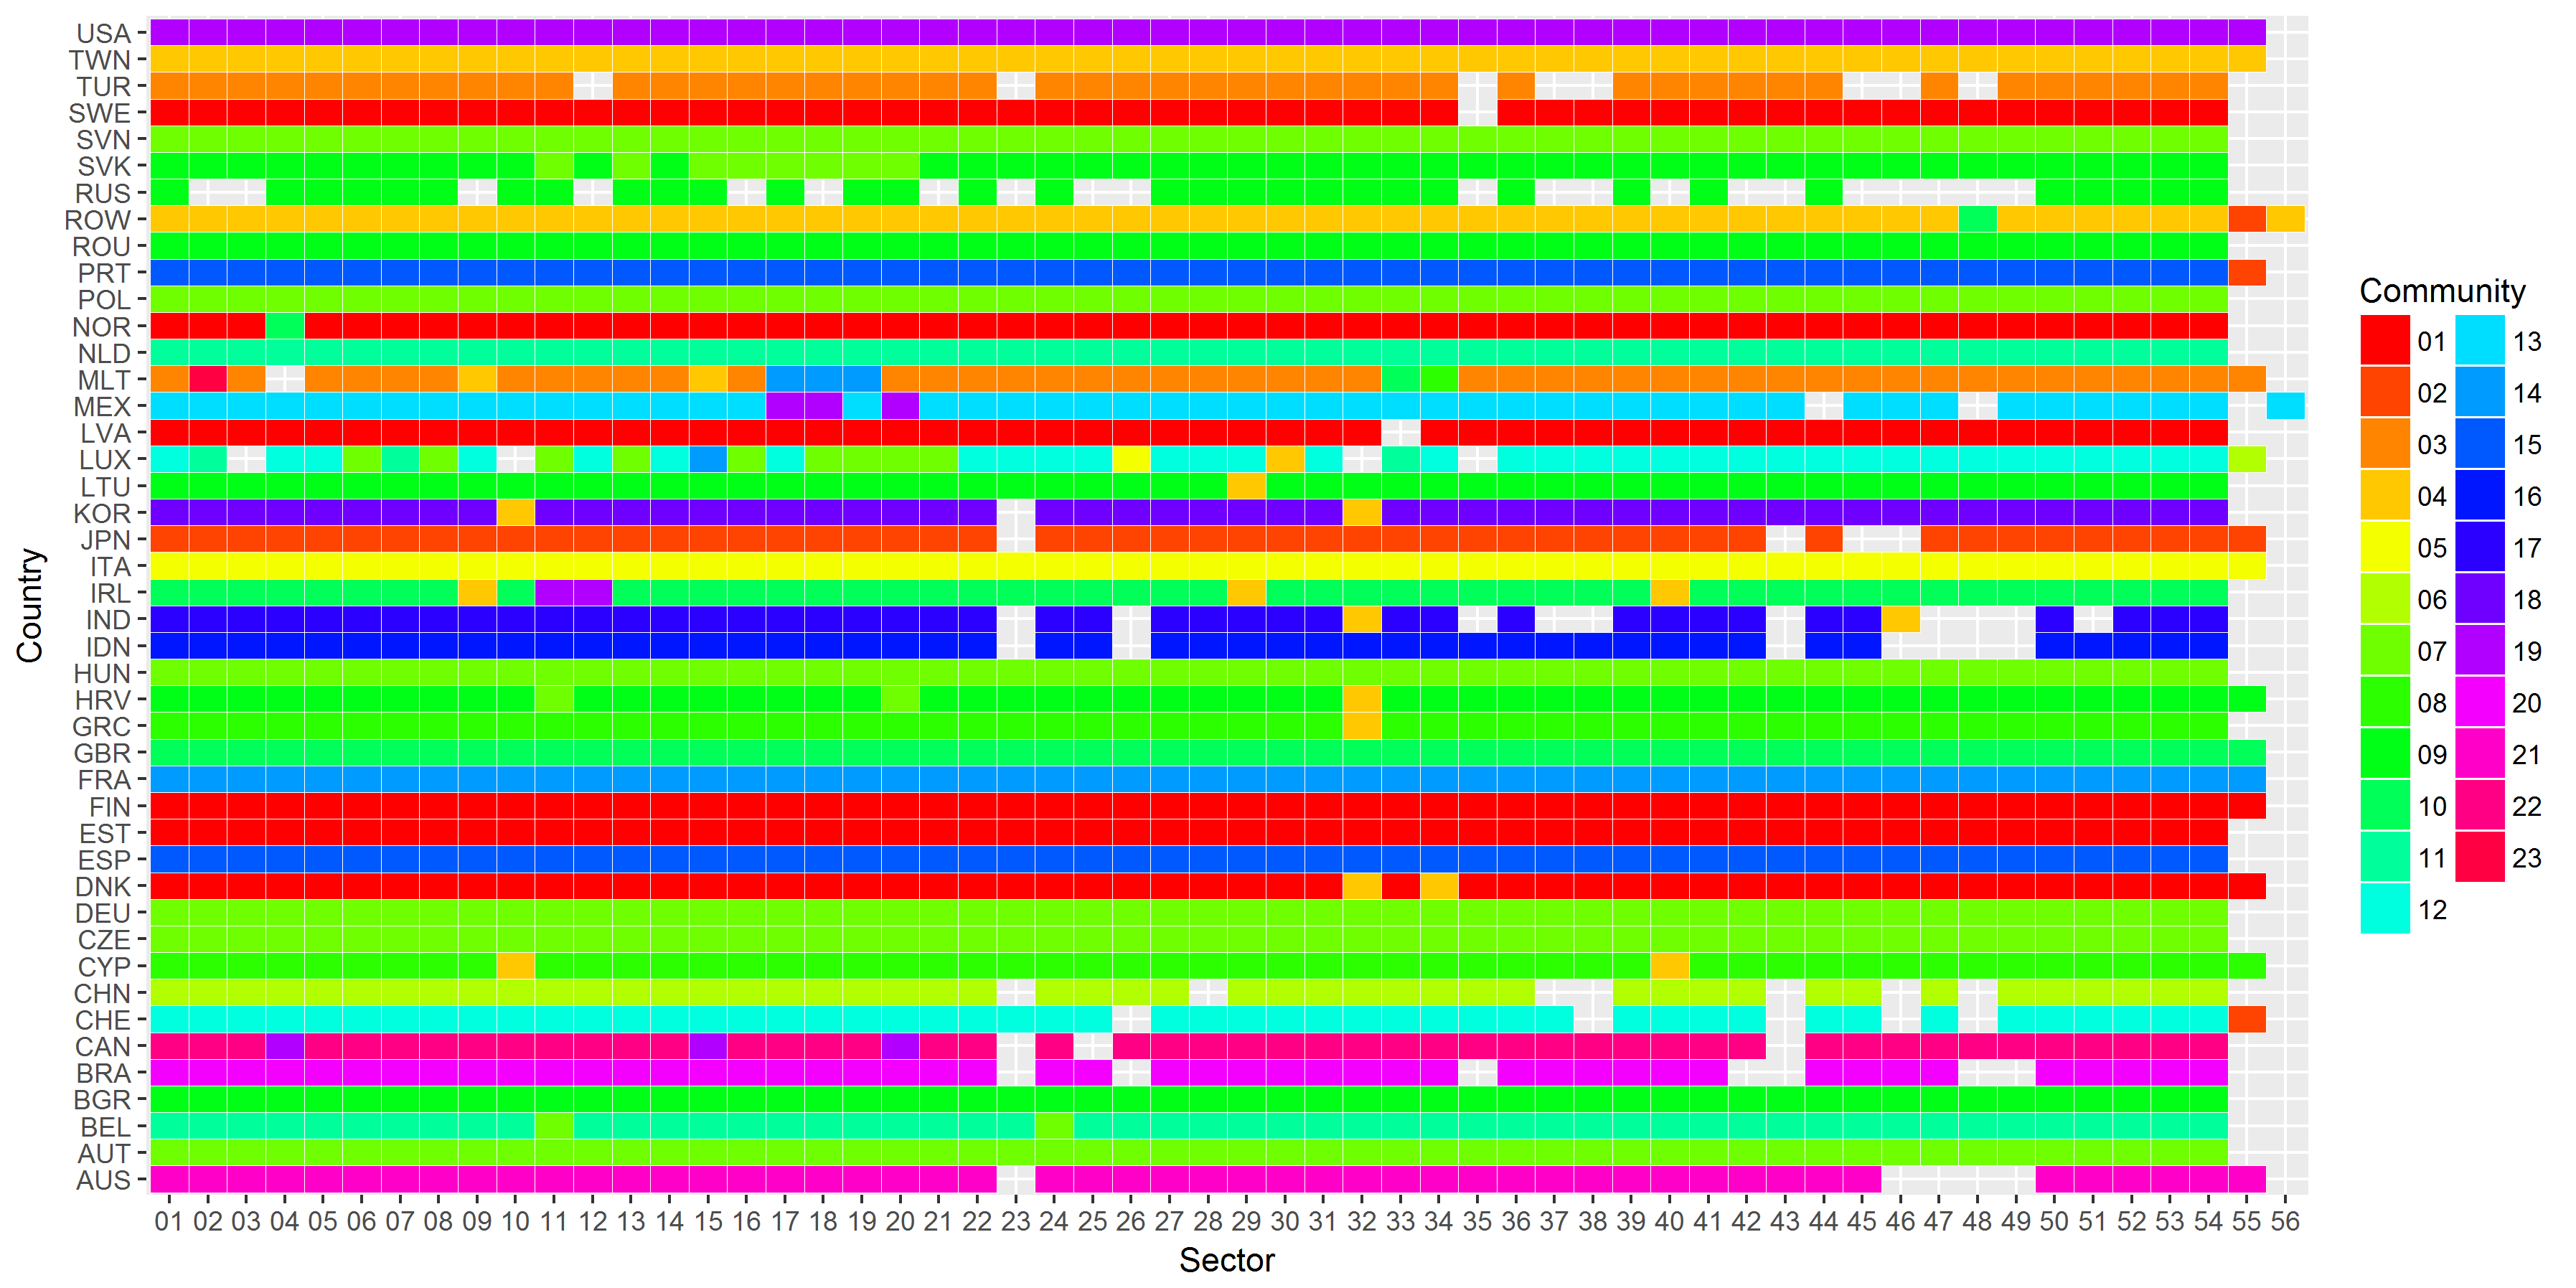 Country
USA
TWN
TUR
SWE
SVN
SVK
RUS
ROW
ROU
PRT
POL
NOR
NLD
MLT
MEX
LVA
LUX
LTU
KOR
JPN
ITA
IRL
IND
IDN
HUN
HRV
GRC
GBR
FRA
FIN
EST
ESP
DNK
DEU
CZE
CYP
CHN
CHE
CAN
BRA
BGR
BEL
AUT
AUS
01 02 03 04 05 06 07 08 09 10 11 12 13 14 15 16 17 18 19 20 21 22 23 24 25 26 27 28 29 30 31 32 33 34 35 36 37 38 39 40 41 42 43 44 45 46 47 48 49 50 51 52 53 54 55 56
Sector
Community
01 13
02 14
03 15
04 16
05 17
06 18
07 19
08 20
09 21
10 22
11 23
12